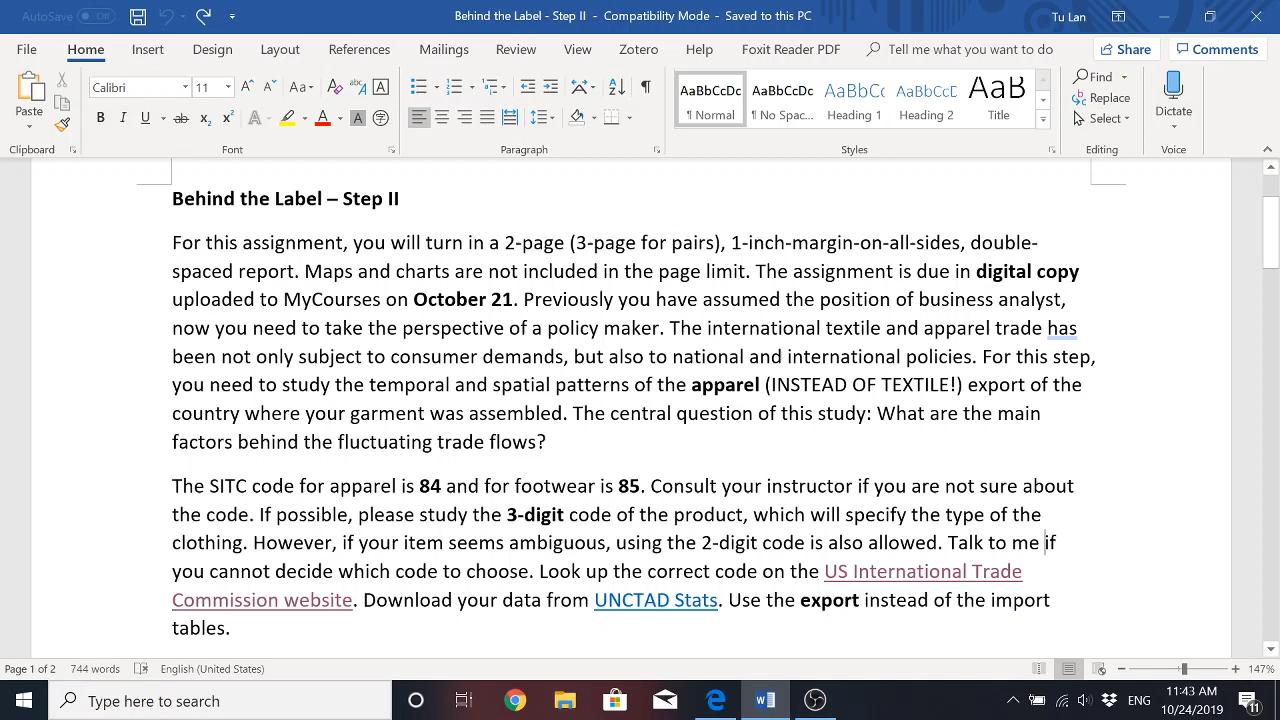 AutoSave Off Behind the Label - Step II - Compatibility Mode - Saved to this PC Tu Lan
File Home Insert Design Layout References Mailings Review View Zotero Help Foxit Reader PDF Tell me what you want to do Share Comments
Paste Calibri 11 AaBbCcDc AaBbCcDc AaBbCc AaBbCcD AaB Find Replace Select Dictate
¶ Normal ¶ No Spac... Heading 1 Heading 2 Title
Clipboard Font Paragraph Styles Editing Voice
Behind the Label – Step II
For this assignment, you will turn in a 2-page (3-page for pairs), 1-inch-margin-on-all-sides, double-
spaced report. Maps and charts are not included in the page limit. The assignment is due in digital copy
uploaded to MyCourses on October 21. Previously you have assumed the position of business analyst,
now you need to take the perspective of a policy maker. The international textile and apparel trade has
been not only subject to consumer demands, but also to national and international policies. For this step,
you need to study the temporal and spatial patterns of the apparel (INSTEAD OF TEXTILE!) export of the
country where your garment was assembled. The central question of this study: What are the main
factors behind the fluctuating trade flows?
The SITC code for apparel is 84 and for footwear is 85. Consult your instructor if you are not sure about
the code. If possible, please study the 3-digit code of the product, which will specify the type of the
clothing. However, if your item seems ambiguous, using the 2-digit code is also allowed. Talk to me if
you cannot decide which code to choose. Look up the correct code on the US International Trade
Commission website. Download your data from UNCTAD Stats. Use the export instead of the import
tables.
Page 1 of 2 744 words English (United States) 147%
Type here to search ENG 11:43 AM
10/24/2019 11